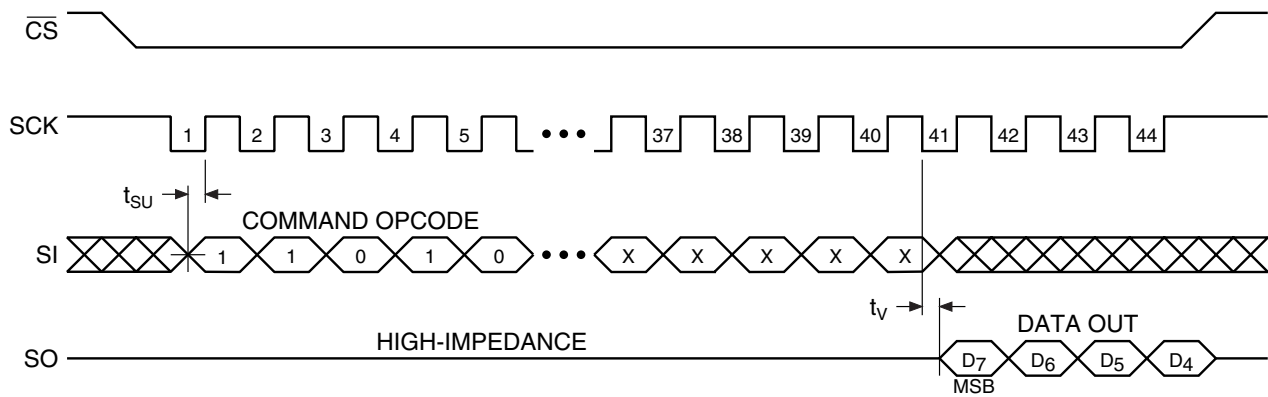 CS
SCK 1 2 3 4 5 ••• 37 38 39 40 41 42 43 44
tSU
COMMAND OPCODE
SI 1 1 0 1 0 ••• X X X X X
tV
HIGH-IMPEDANCE
DATA OUT
SO D7 D6 D5 D4
MSB